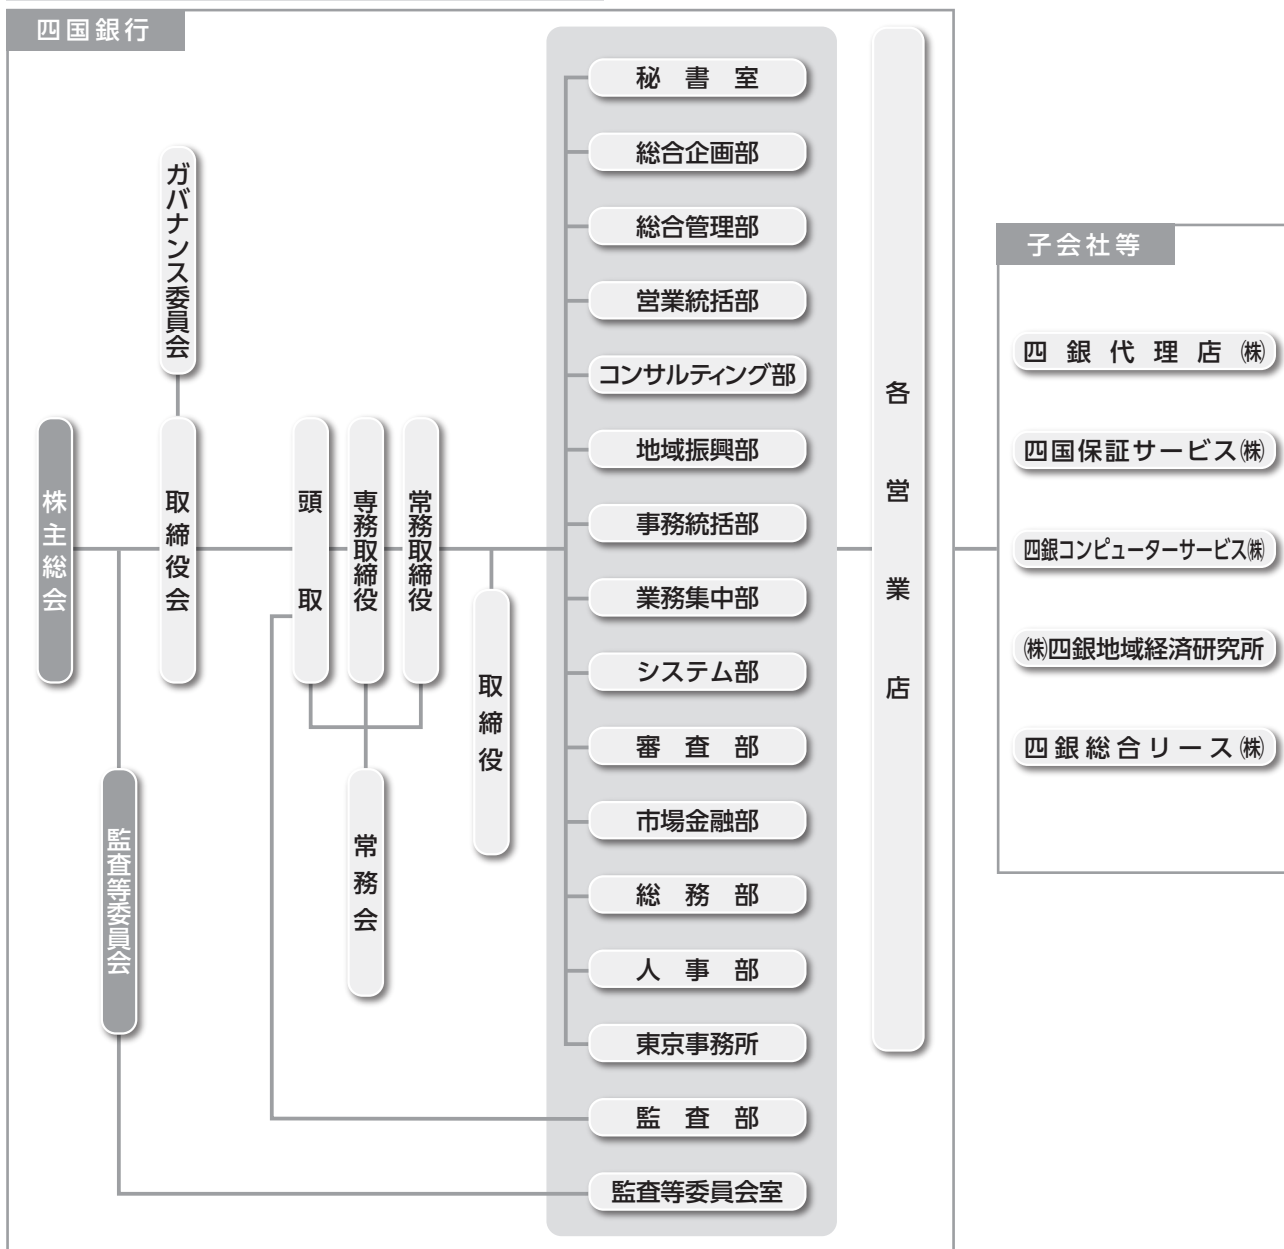 四国銀行
ガバナンス委員会
株主総会
取締役会
頭取
専務取締役
常務取締役
取締役
監査等委員会
常務会
秘書室
総合企画部
総合管理部
営業統括部
コンサルティング部
地域振興部
事務統括部
業務集中部
システム部
審査部
市場金融部
総務部
人事部
東京事務所
監査部
監査等委員会室
各営業店
子会社等
四銀代理店㈱
四国保証サービス㈱
四銀コンピューターサービス㈱
㈱四銀地域経済研究所
四銀総合リース㈱